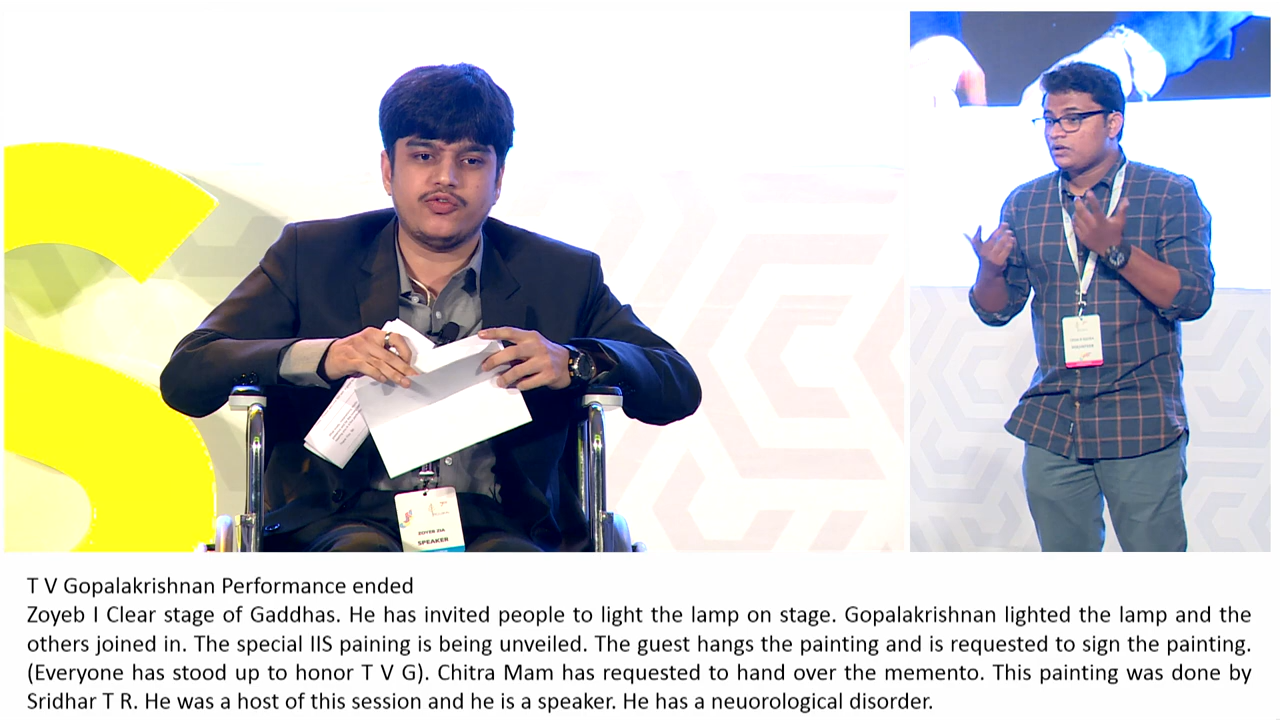 ZOYEB ZIA
SPEAKER
T V Gopalakrishnan Performance ended
Zoyeb I Clear stage of Gaddhas. He has invited people to light the lamp on stage. Gopalakrishnan lighted the lamp and the
others joined in. The special IIS paining is being unveiled. The guest hangs the painting and is requested to sign the painting.
(Everyone has stood up to honor T V G). Chitra Mam has requested to hand over the memento. This painting was done by
Sridhar T R. He was a host of this session and he is a speaker. He has a neuorological disorder.